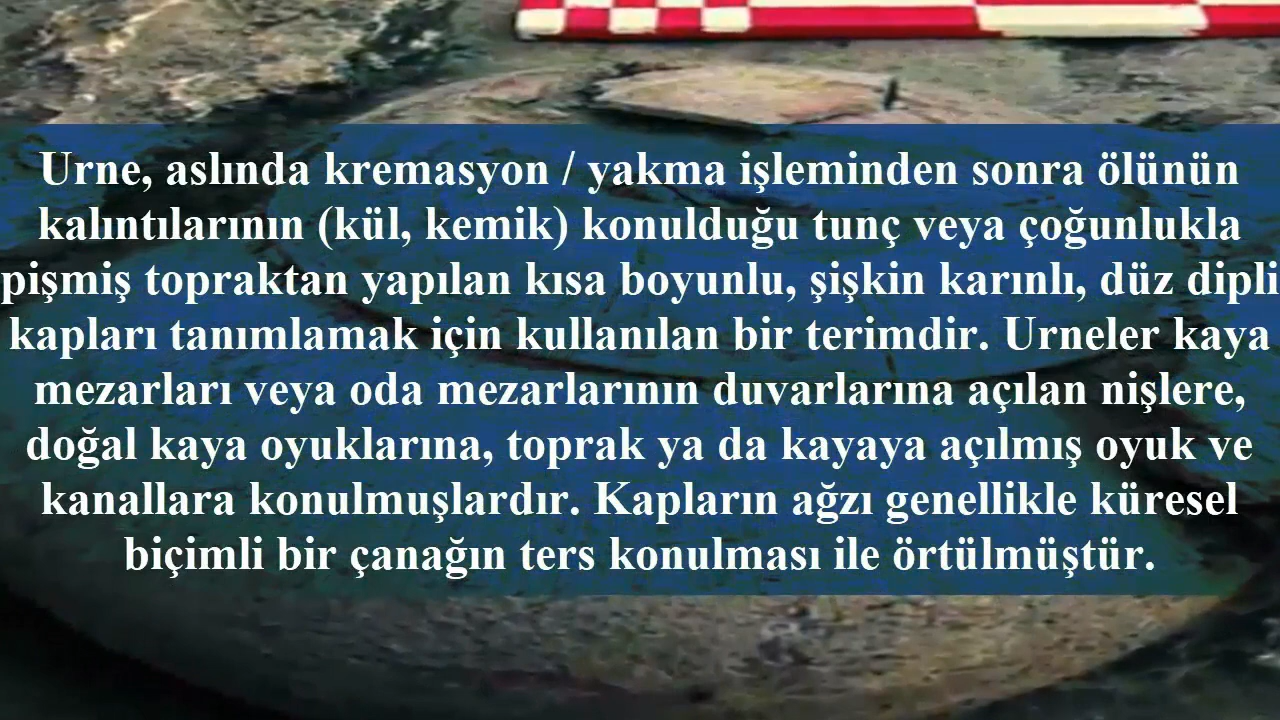 Urne, aslında kremasyon / yakma işleminden sonra ölünün
kalıntılarının (kül, kemik) konulduğu tunç veya çoğunlukla
pişmiş topraktan yapılan kısa boyunlu, şişkin karınlı, düz dipli
kapları tanımlamak için kullanılan bir terimdir. Urneler kaya
mezarları veya oda mezarlarının duvarlarına açılan nişlere,
doğal kaya oyuklarına, toprak ya da kayaya açılmış oyuk ve
kanallara konulmuşlardır. Kapların ağzı genellikle küresel
biçimli bir çanağın ters konulması ile örtülmüştür.